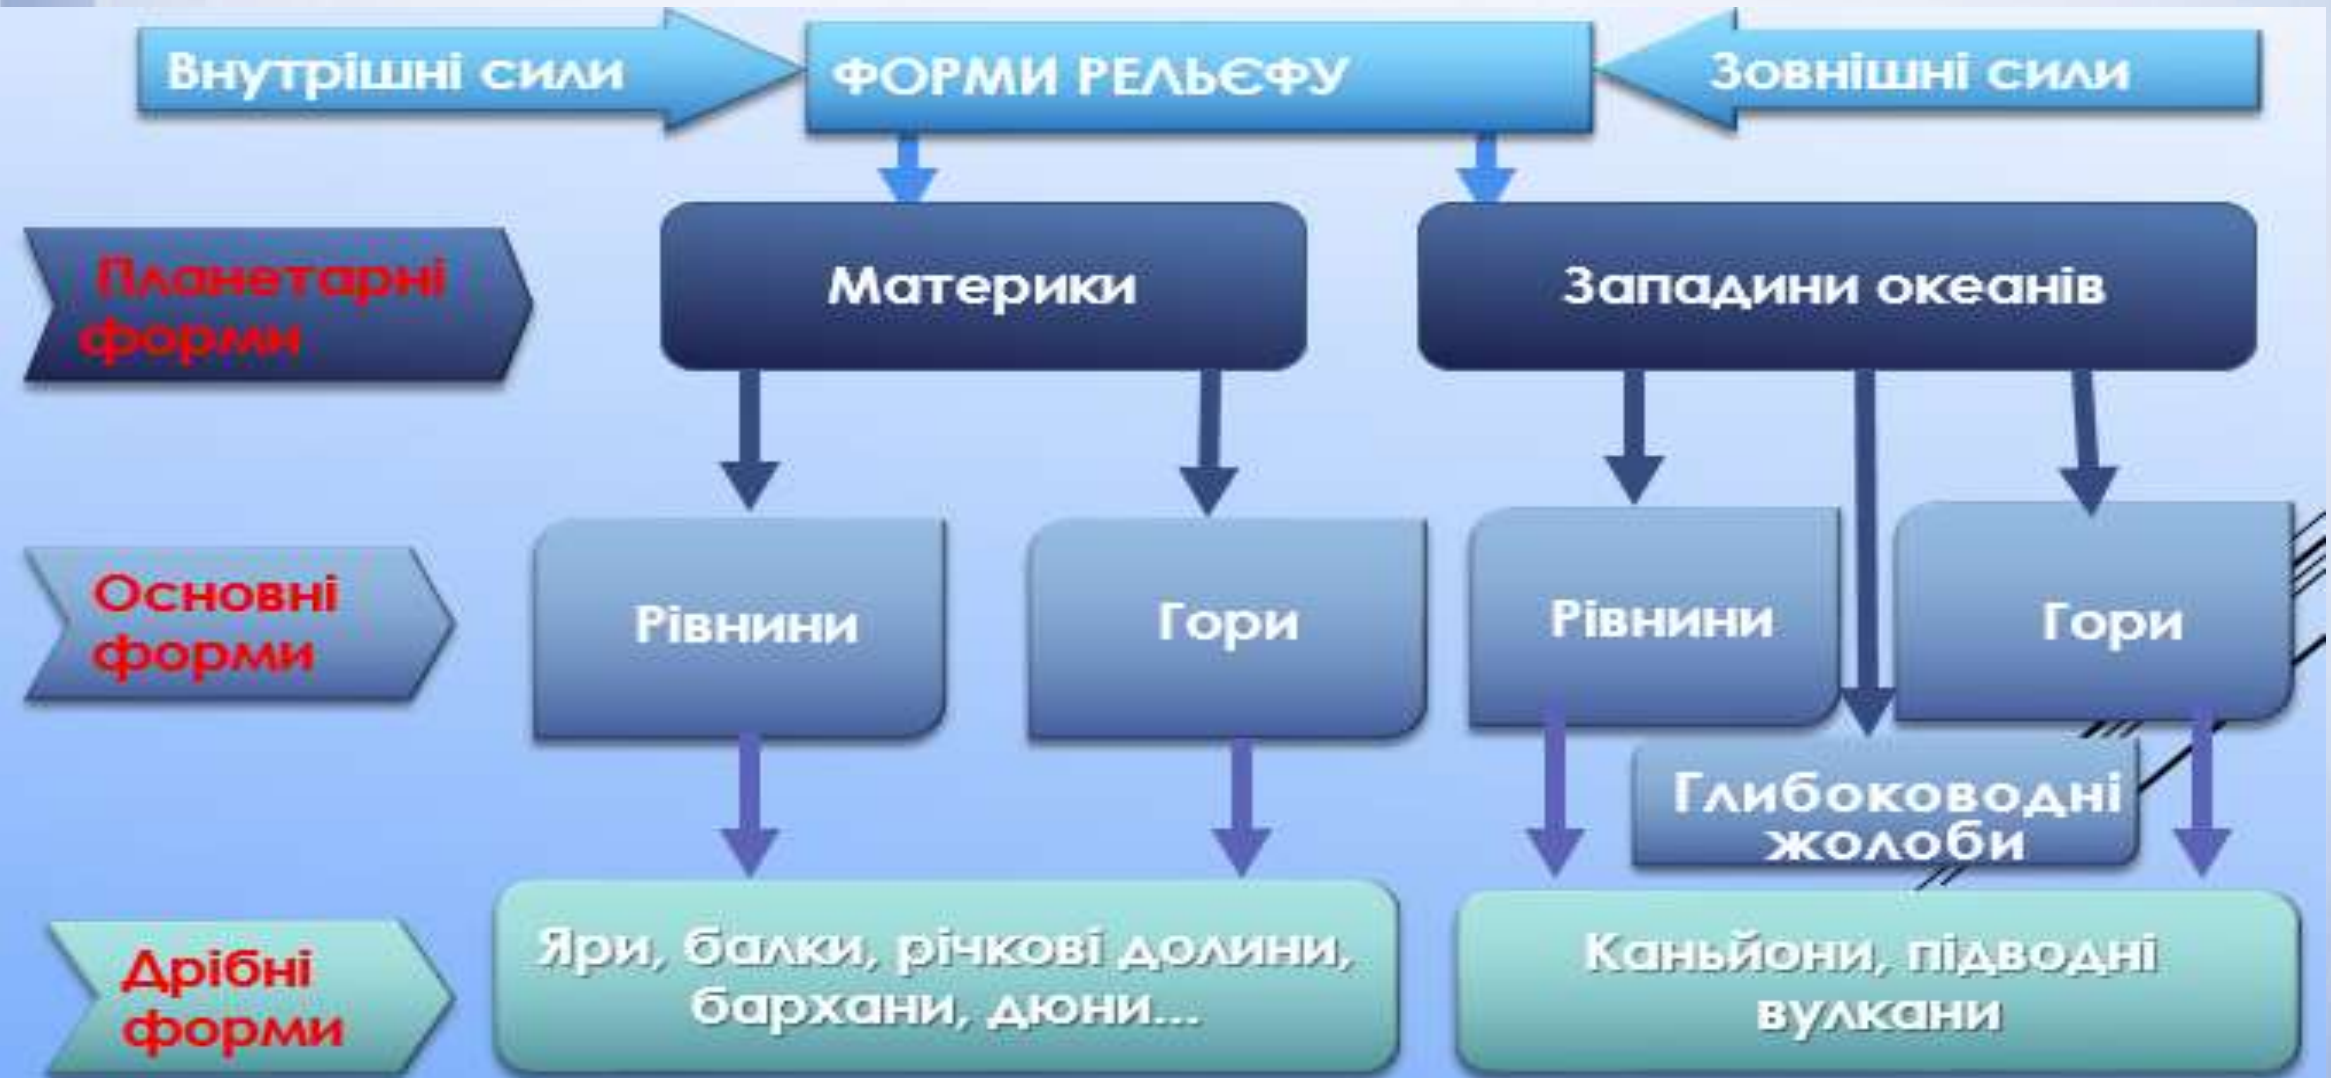 Внутрішні сили
ФОРМИ РЕЛЬЄФУ
Зовнішні сили
Планетарні
форми
Материки
Западини океанів
Основні
форми
Рівнини
Гори
Рівнини
Гори
Глибоководні
жолоби
Дрібні
форми
Яри, балки, річкові долини,
бархани, дюни...
Каньйони, підводні
вулкани